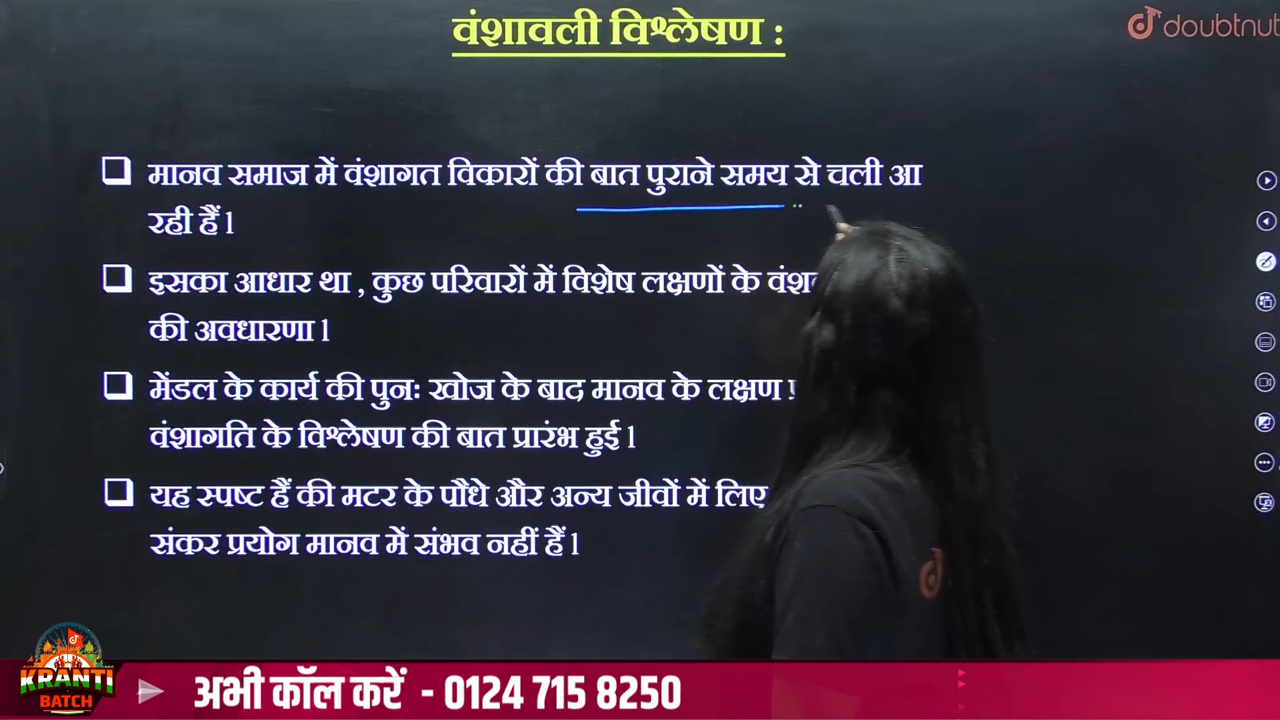 वंशावली विश्लेषण :
doubtnut
❑ मानव समाज में वंशागत विकारों की बात पुराने समय से चली आ
रही हैं l
❑ इसका आधार था , कुछ परिवारों में विशेष लक्षणों के
की अवधारणा l
❑ मेंडल के कार्य की पुनः खोज के बाद मानव के लक्षण
वंशागति के विश्लेषण की बात प्रारंभ हुई l
❑ यह स्पष्ट हैं की मटर के पौधे और अन्य जीवों में लिए
संकर प्रयोग मानव में संभव नहीं हैं l
KRANTI
BATCH
अभी कॉल करें - 0124 715 8250